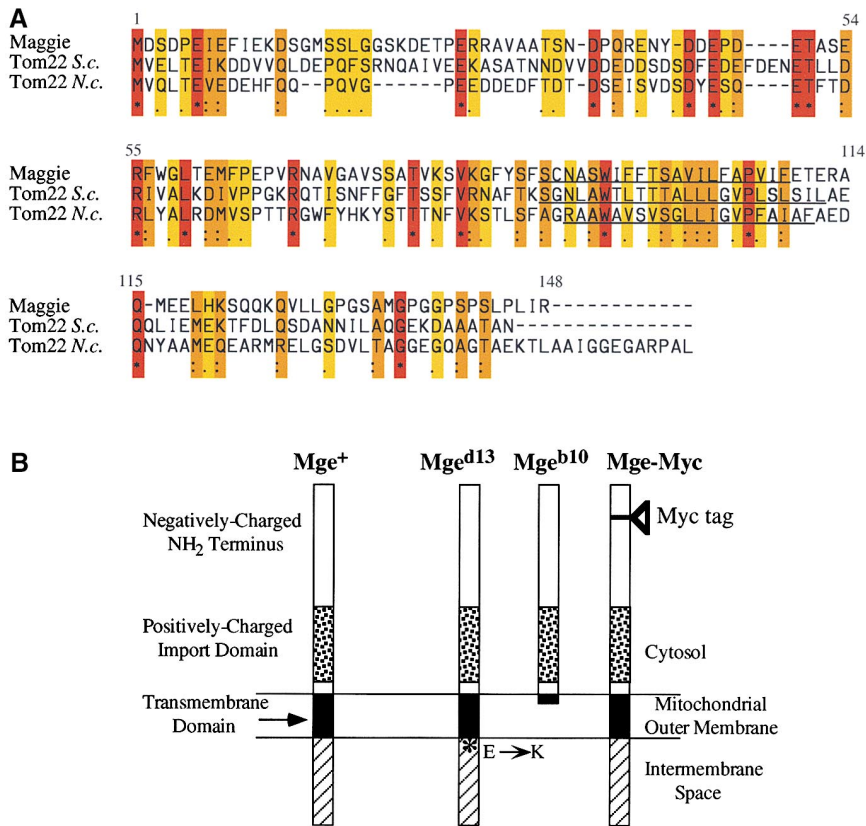 A
1 54
Maggie MDSDPEIEFIEKDSGMSSLGGSKDETPERRAVAATSN-DPQRENY-DDEPD----ETASE
Tom22 S.c. MVELTEIKDDVVQLDEPQFSRNQAIVEEKASATNNDVVDDEDDSDSDFEDEFDENETLLD
Tom22 N.c. MVQLTEVEDEHFQQ--PQVG------PEEDDEDFTDT-DSEISVDSDYESQ----ETFTD
55 114
Maggie RFWGLTEMFPEPVRNAVGAVSSATVKSVKGFYSFSCNASWIFFTSAVILFAPVIFETERA
Tom22 S.c. RIVALKDIVPPGKRQTISNFFGFTSSFVRNAFTKSGNLAWTLTTTALLLGVPLSLSILAE
Tom22 N.c. RLYALRDMVSPTTRGWFYHKYSTTTNFVKSTLSFAGRAAWAVSVSGLLIGVPFAIAFAED
115 148
Maggie Q-MEELHKSQQKQVLLGPGSAMGPGGPSPSLPLIR------------
Tom22 S.c. QQLIEMEKTFDLQSDANNILAQGEKDAAATAN---------------
Tom22 N.c. QNYAAMEQEARMRELGSDVLTAGGEGQAGTAEKTLAAIGGEGARPAL
B
Mge+ Mged13 Mgeb10 Mge-Myc
Negatively-Charged
NH2 Terminus
Myc tag
Positively-Charged
Import Domain
Cytosol
Transmembrane
Domain
Mitochondrial
Outer Membrane
* E → K
Intermembrane
Space